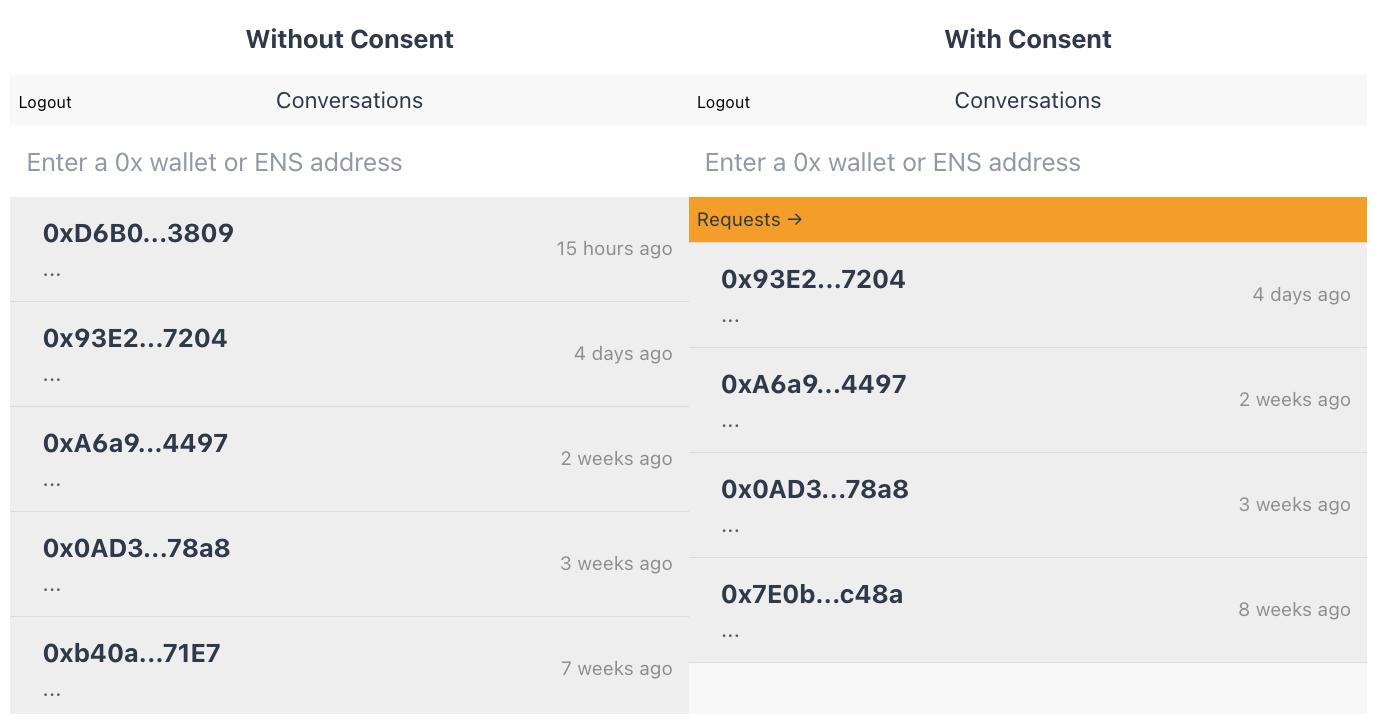 Without Consent
Logout
Conversations
Enter a 0x wallet or ENS address
0xD6B0...3809
15 hours ago
...
0x93E2...7204
4 days ago
...
0xA6a9...4497
2 weeks ago
...
0x0AD3...78a8
3 weeks ago
...
0xb40a...71E7
7 weeks ago
...
With Consent
Logout
Conversations
Enter a 0x wallet or ENS address
Requests →
0x93E2...7204
4 days ago
...
0xA6a9...4497
2 weeks ago
...
0x0AD3...78a8
3 weeks ago
...
0x7E0b...c48a
8 weeks ago
...